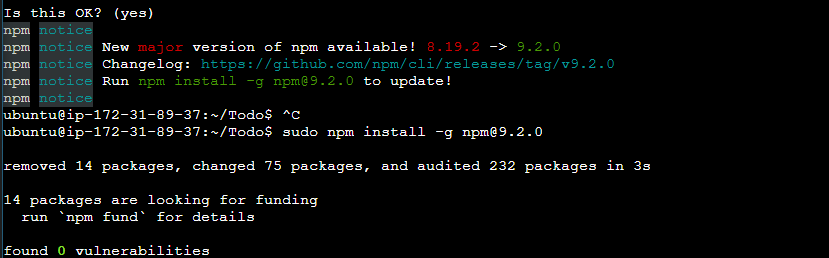 Is this OK? (yes)
npm notice
npm notice New major version of npm available! 8.19.2 -> 9.2.0
npm notice Changelog: https://github.com/npm/cli/releases/tag/v9.2.0
npm notice Run npm install -g npm@9.2.0 to update!
npm notice
ubuntu@ip-172-31-89-37:~/Todo$ ^C
ubuntu@ip-172-31-89-37:~/Todo$ sudo npm install -g npm@9.2.0
removed 14 packages, changed 75 packages, and audited 232 packages in 3s
14 packages are looking for funding
run `npm fund` for details
found 0 vulnerabilities